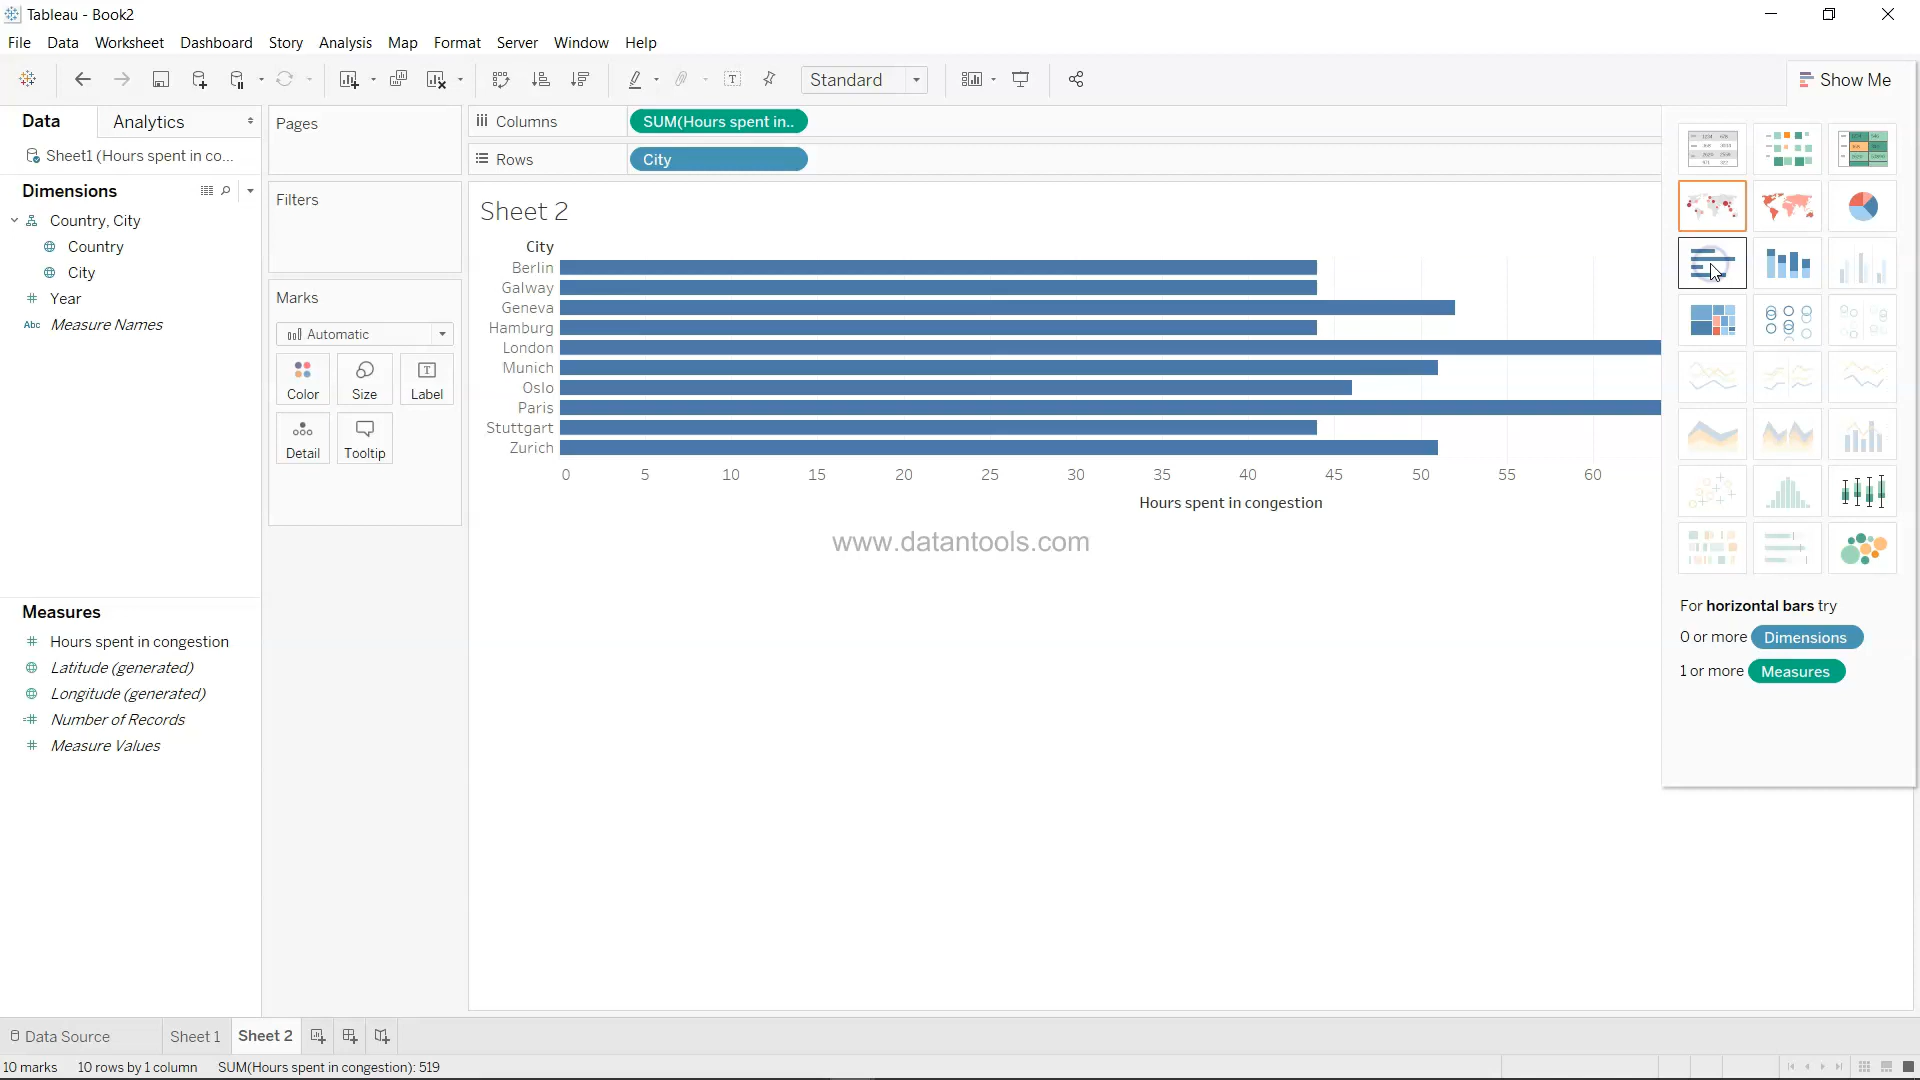 Tableau - Book2
File Data Worksheet Dashboard Story Analysis Map Format Server Window Help
Standard
Show Me
Data Analytics
Sheet1 (Hours spent in co...
Dimensions
Country, City
Country
City
Year
Abc Measure Names
Measures
Hours spent in congestion
Latitude (generated)
Longitude (generated)
Number of Records
Measure Values
Pages
Filters
Marks
Automatic
Color Size Label
Detail Tooltip
Columns SUM(Hours spent in..
Rows City
Sheet 2
City
Berlin
Galway
Geneva
Hamburg
London
Munich
Oslo
Paris
Stuttgart
Zurich
0 5 10 15 20 25 30 35 40 45 50 55 60
Hours spent in congestion
www.datantools.com
For horizontal bars try
0 or more Dimensions
1 or more Measures
Data Source Sheet 1 Sheet 2
10 marks 10 rows by 1 column SUM(Hours spent in congestion): 519